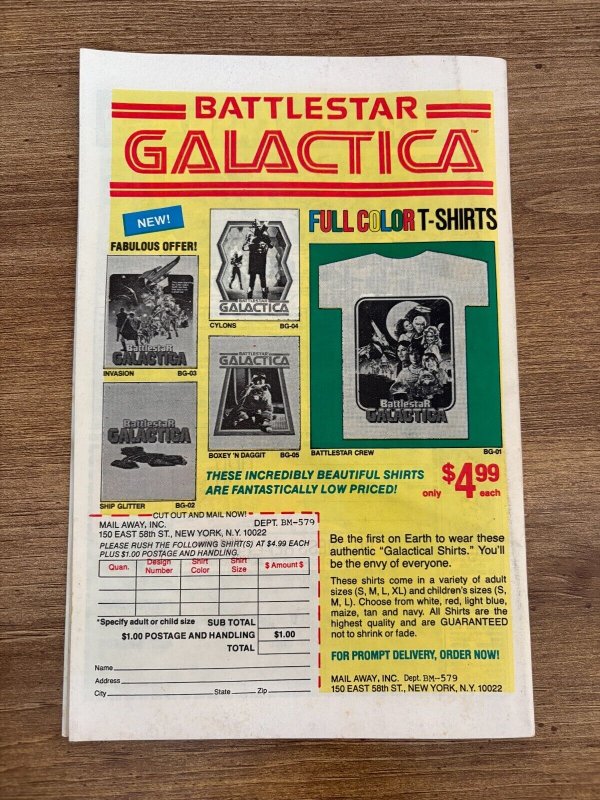 BATTLESTAR
GALACTICA™
NEW!
FABULOUS OFFER!
FULL COLOR T-SHIRTS
BATTLESTAR
GALACTICA
CYLONS BG-04
BattlestaR
GALACTICA
INVASION BG-03
BATTLESTAR
GALACTICA
BOXEY 'N DAGGIT BG-05
BattlestaR
GALACTICA
BATTLESTAR CREW BG-01
BattlestaR
GALACTICA
SHIP GLITTER BG-02
THESE INCREDIBLY BEAUTIFUL SHIRTS
ARE FANTASTICALLY LOW PRICED!
only $4.99 each
CUT OUT AND MAIL NOW!
MAIL AWAY, INC. DEPT. BM-579
150 EAST 58th ST., NEW YORK, N.Y. 10022
PLEASE RUSH THE FOLLOWING SHIRT(S) AT $4.99 EACH
PLUS $1.00 POSTAGE AND HANDLING.
Quan. Design Number Shirt Color Shirt Size $ Amount $
*Specify adult or child size SUB TOTAL
$1.00 POSTAGE AND HANDLING $1.00
TOTAL
Name
Address
City State Zip
Be the first on Earth to wear these
authentic "Galactical Shirts." You'll
be the envy of everyone.
These shirts come in a variety of adult
sizes (S, M, L, XL) and children's sizes (S,
M, L). Choose from white, red, light blue,
maize, tan and navy. All Shirts are the
highest quality and are GUARANTEED
not to shrink or fade.
FOR PROMPT DELIVERY, ORDER NOW!
MAIL AWAY, INC. Dept. BM-579
150 EAST 58th ST., NEW YORK, N.Y. 10022